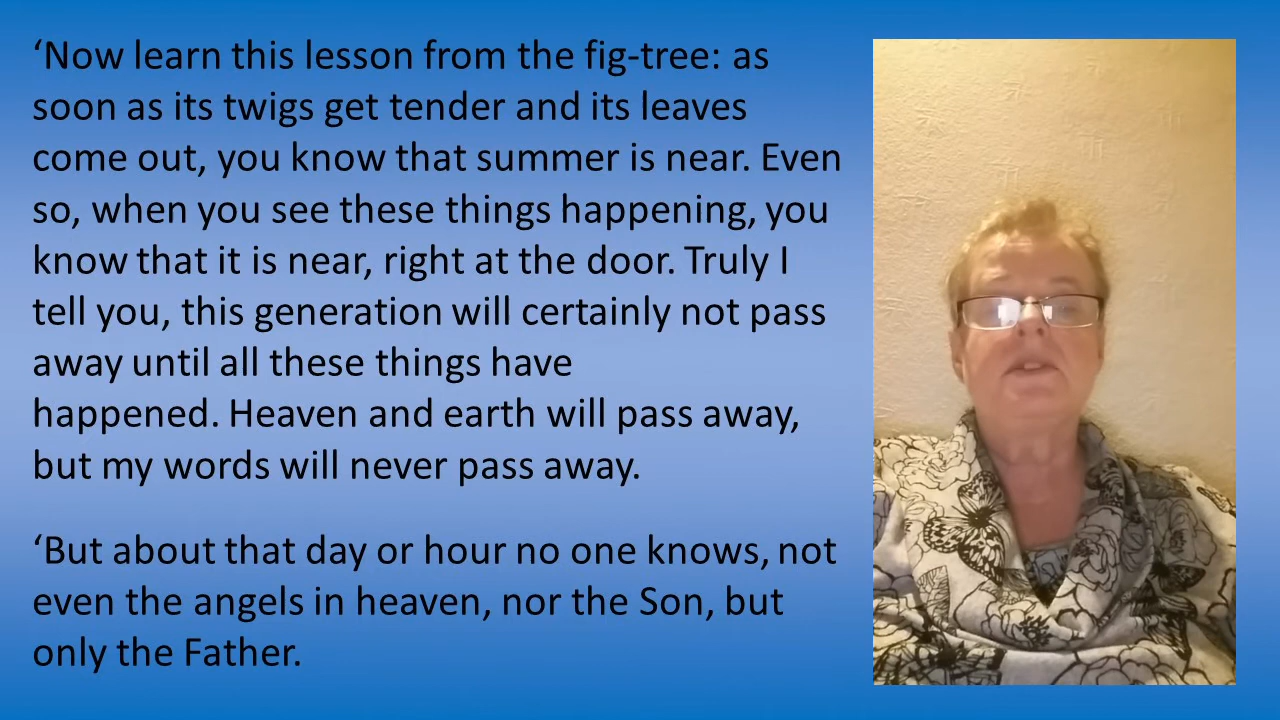 ‘Now learn this lesson from the fig-tree: as
soon as its twigs get tender and its leaves
come out, you know that summer is near. Even
so, when you see these things happening, you
know that it is near, right at the door. Truly I
tell you, this generation will certainly not pass
away until all these things have
happened. Heaven and earth will pass away,
but my words will never pass away.
‘But about that day or hour no one knows, not
even the angels in heaven, nor the Son, but
only the Father.